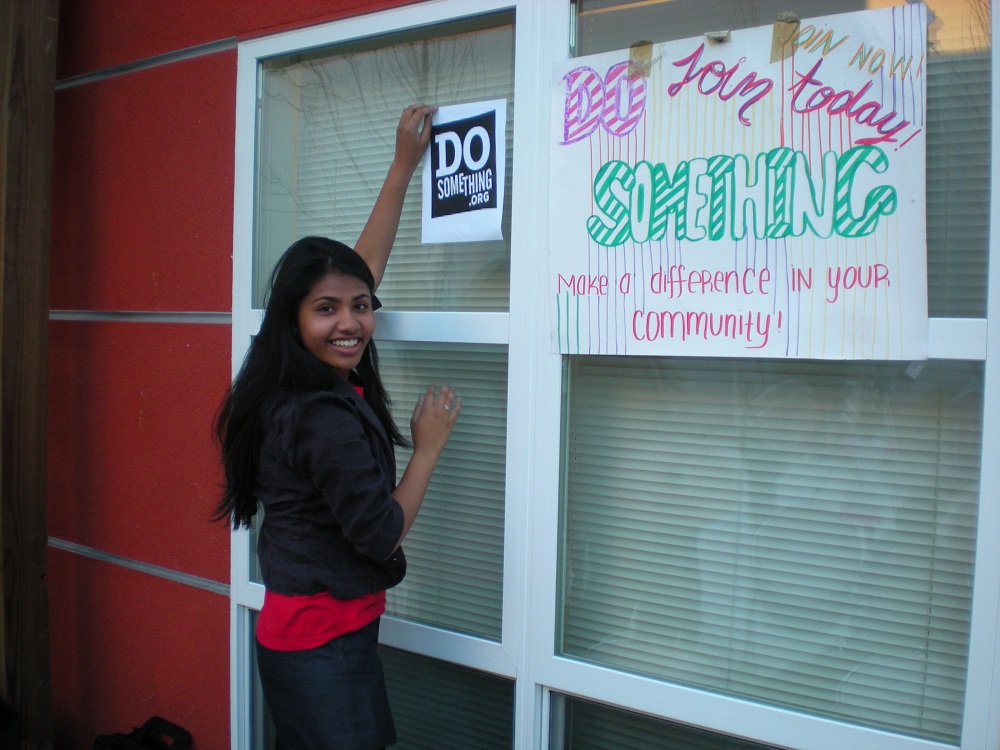 DO
SOMETHING
.ORG
JOIN NOW!
DO Join today!
SOMETHING
Make a difference in your
community!